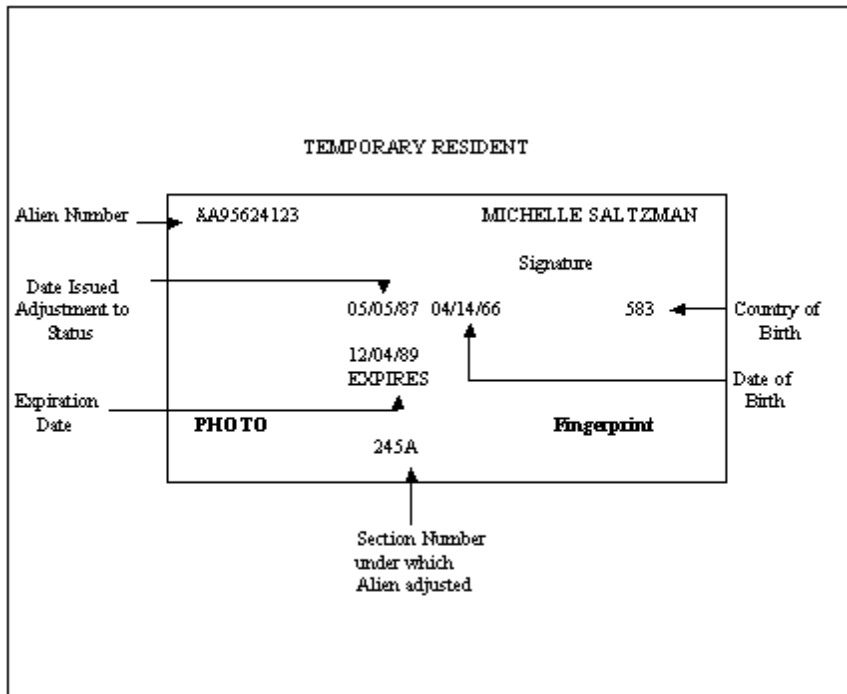 TEMPORARY RESIDENT
Alien Number
&A95624123
MICHELLE SALTZMAN
Signature
Date Issued
Adjustment to
Status
05/05/87 04/14/66
583
Country of
Birth
12/04/89
EXPIRES
Date of
Birth
Expiration
Date
PHOTO
Fingerprint
245A
Section Number
under which
Alien adjusted